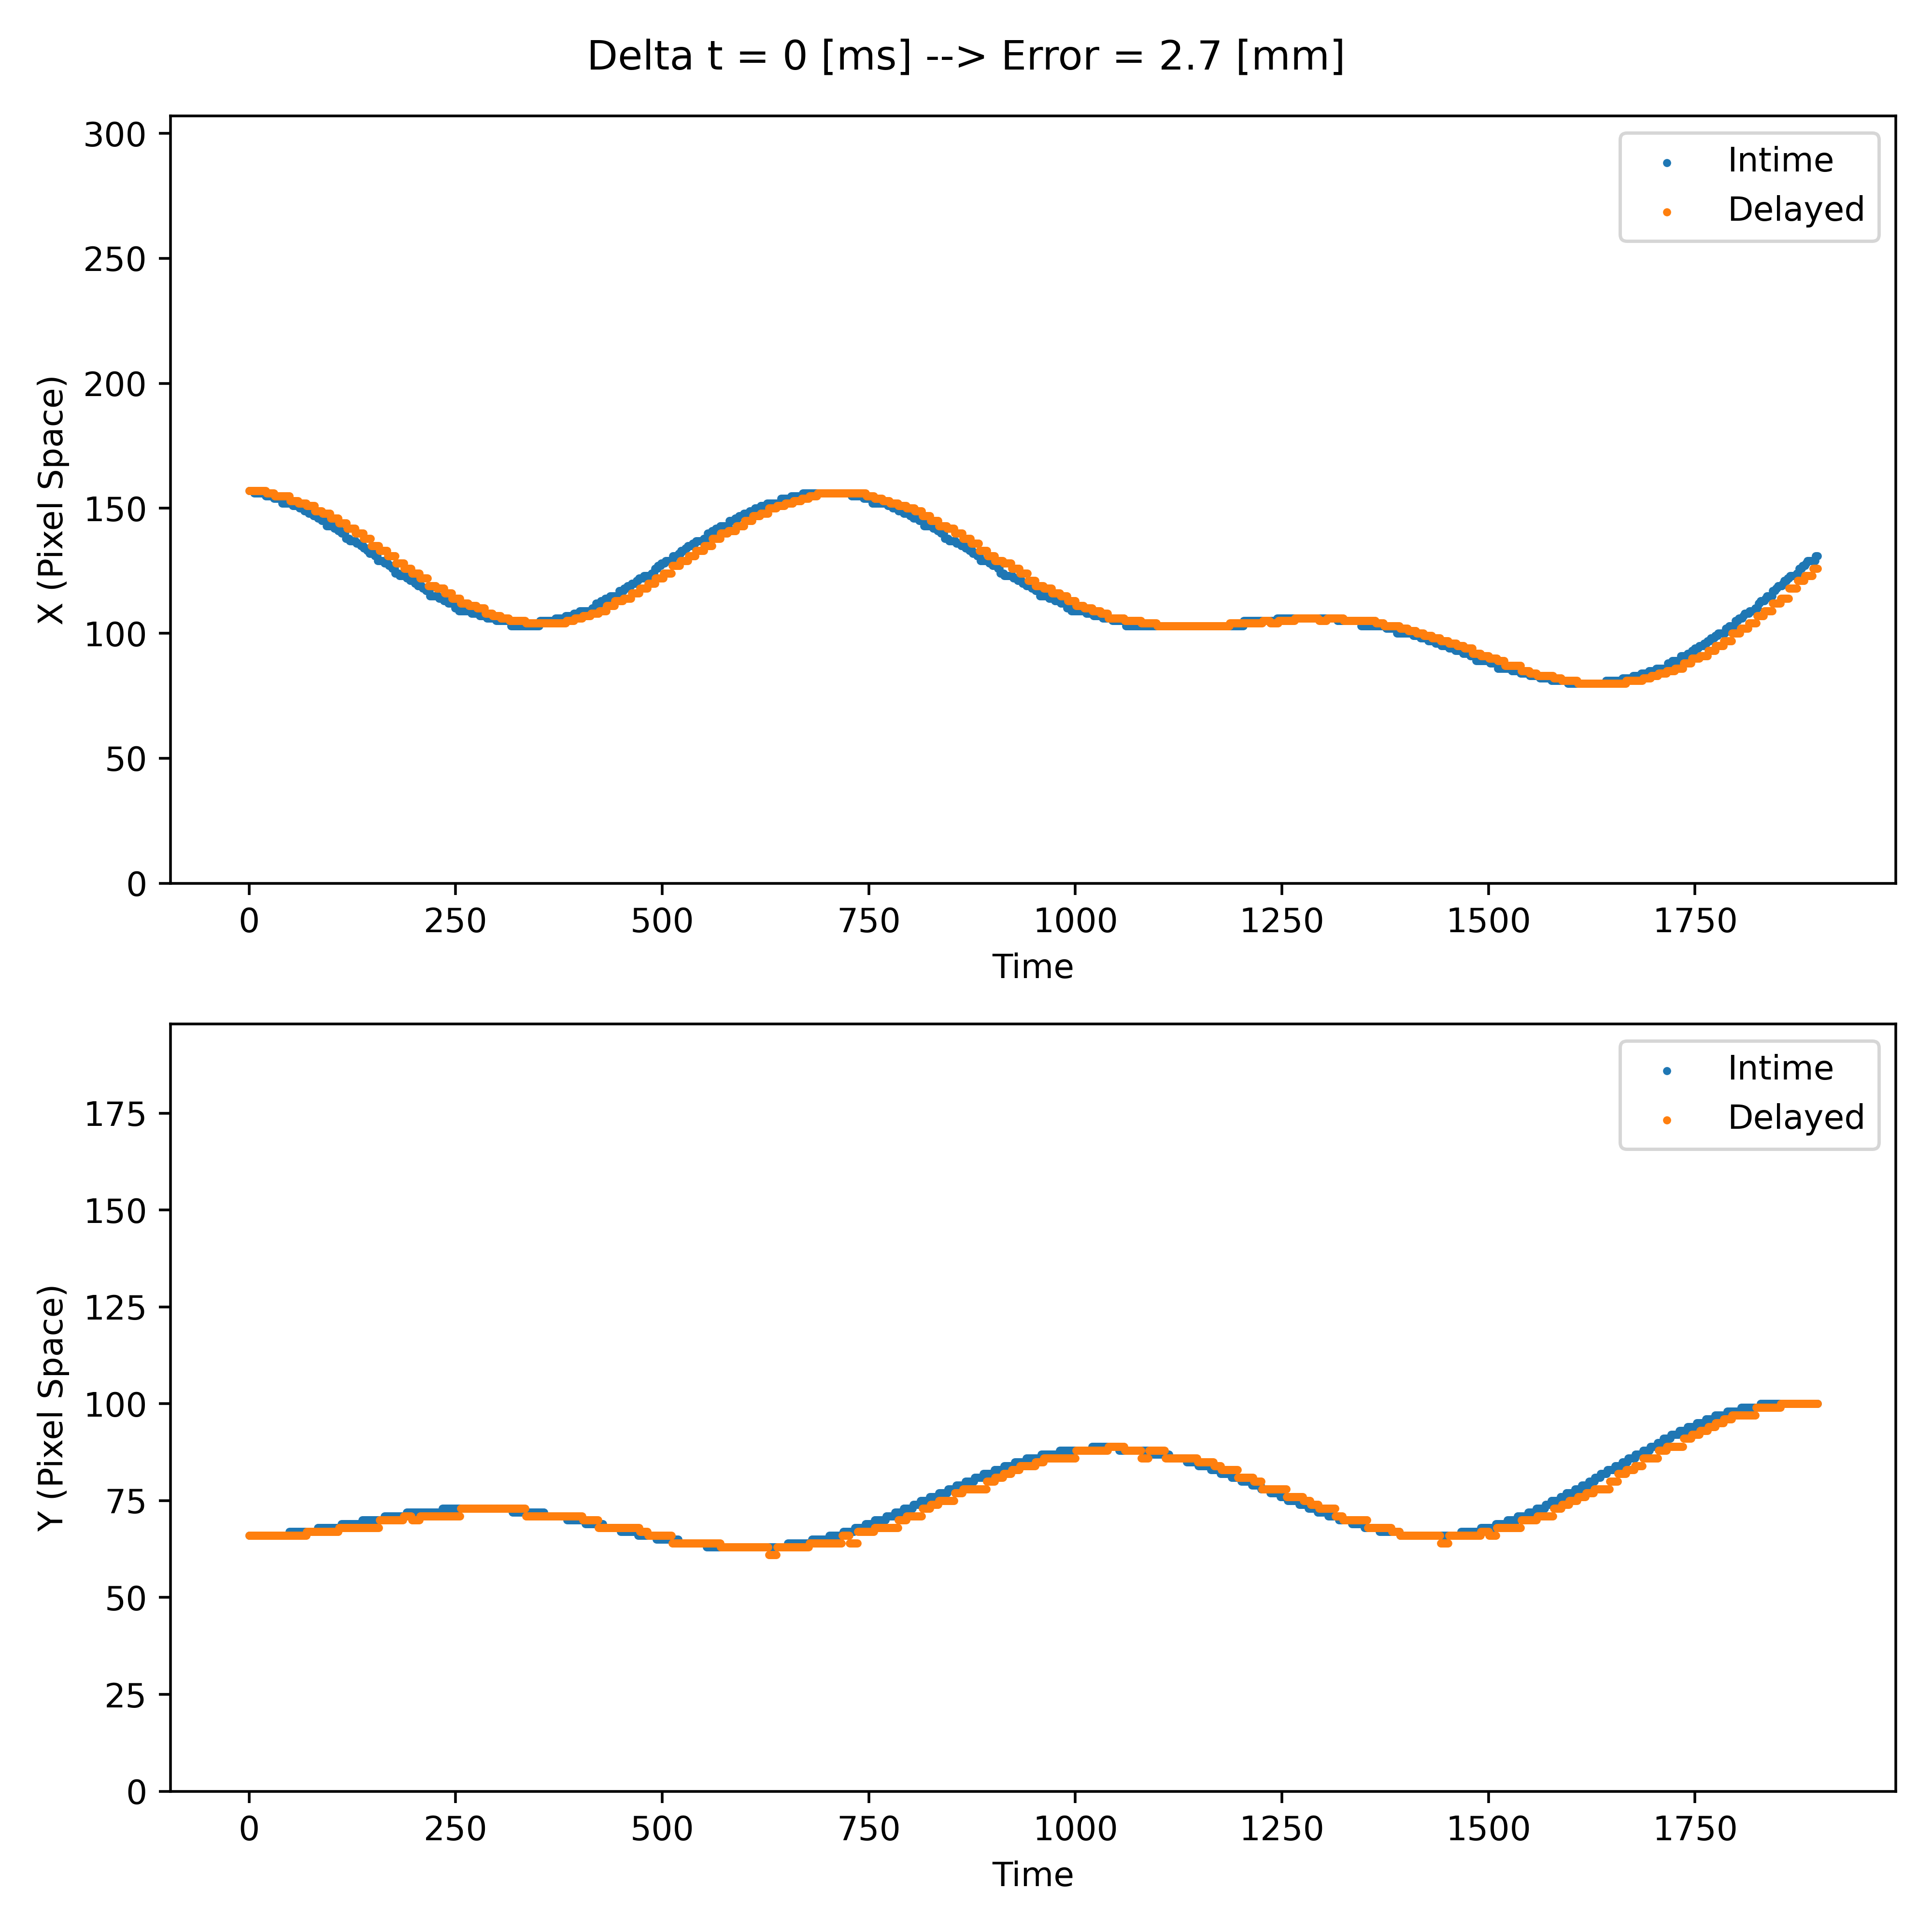 Delta t = 0 [ms] --> Error = 2.7 [mm]
300
250
200
150
100
50
0
X (Pixel Space)
Intime
Delayed
0 250 500 750 1000 1250 1500 1750
Time
175
150
125
100
75
50
25
0
Y (Pixel Space)
Intime
Delayed
0 250 500 750 1000 1250 1500 1750
Time